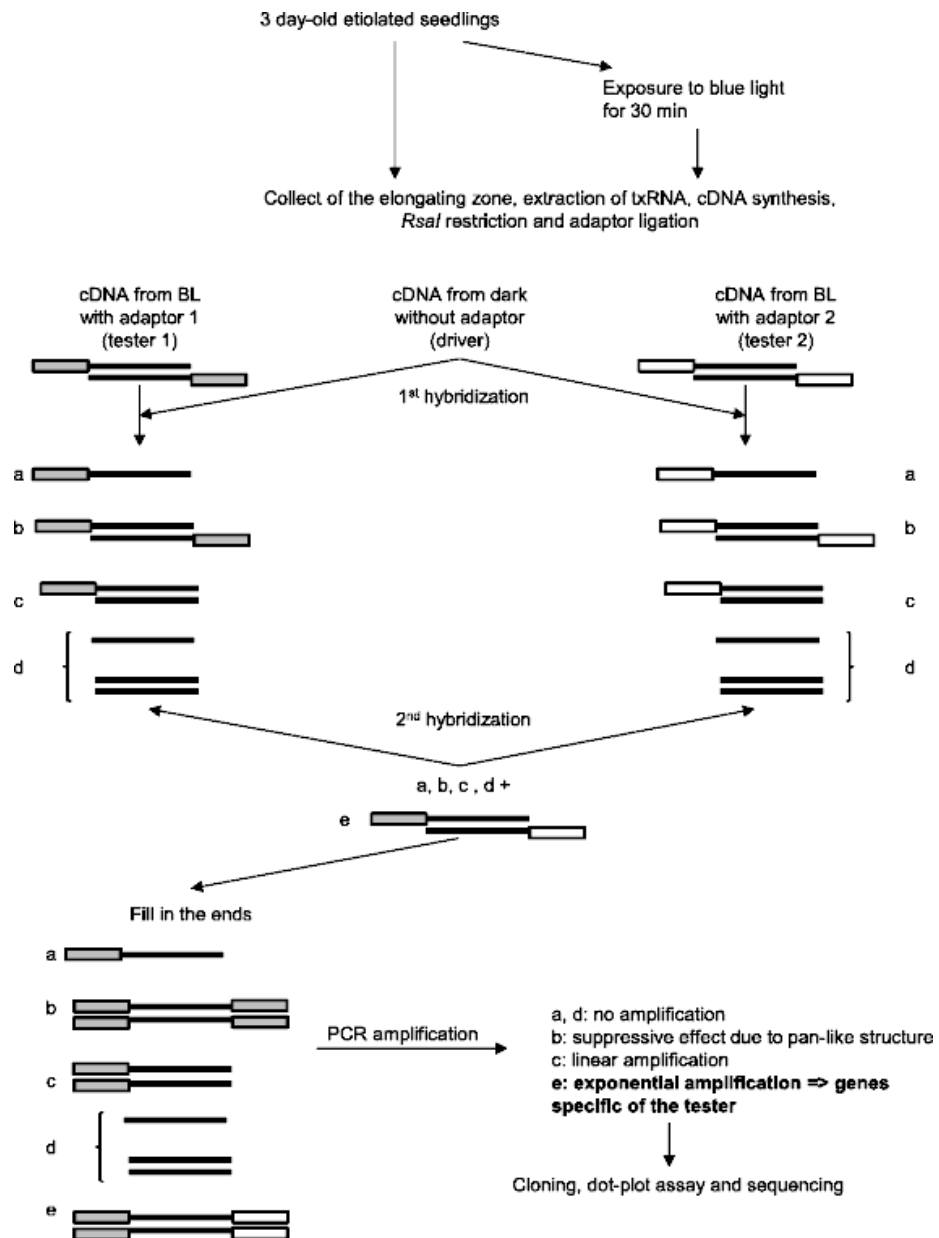 3 day-old etiolated seedlings
Exposure to blue light
for 30 min
Collect of the elongating zone, extraction of txRNA, cDNA synthesis,
RsaI restriction and adaptor ligation
cDNA from BL
with adaptor 1
(tester 1)
cDNA from dark
without adaptor
(driver)
cDNA from BL
with adaptor 2
(tester 2)
1st hybridization
a
a
b
b
c
c
d
d
2nd hybridization
a, b, c , d +
e
Fill in the ends
a
b
c
d
e
PCR amplification
a, d: no amplification
b: suppressive effect due to pan-like structure
c: linear amplification
e: exponential amplification => genes
specific of the tester
Cloning, dot-plot assay and sequencing